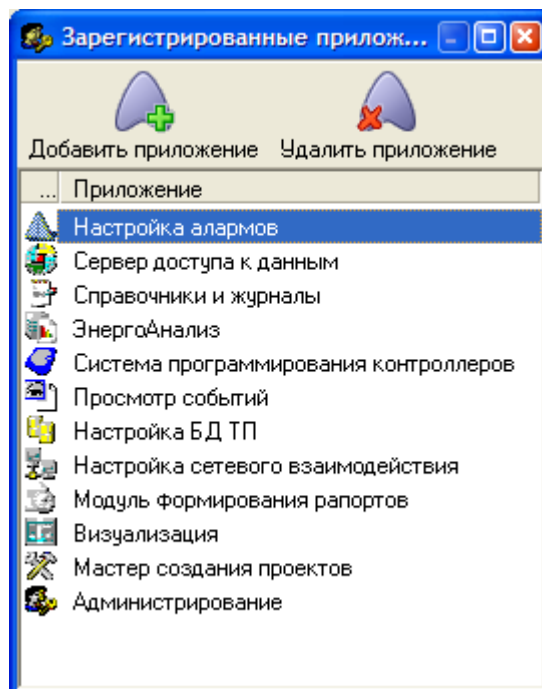 Зарегистрированные прилож...
Добавить приложение Удалить приложение
... Приложение
Настройка алармов
Сервер доступа к данным
Справочники и журналы
ЭнергоАнализ
Система программирования контроллеров
Просмотр событий
Настройка БД ТП
Настройка сетевого взаимодействия
Модуль формирования рапортов
Визуализация
Мастер создания проектов
Администрирование